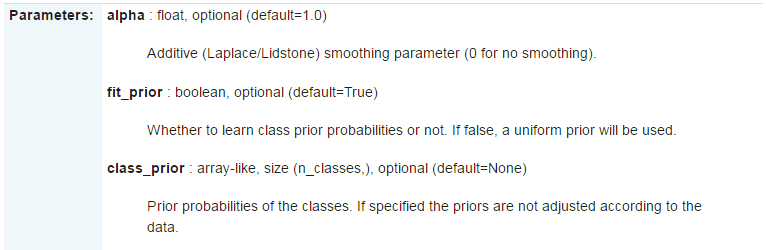 Parameters: alpha : float, optional (default=1.0)
Additive (Laplace/Lidstone) smoothing parameter (0 for no smoothing).
fit_prior : boolean, optional (default=True)
Whether to learn class prior probabilities or not. If false, a uniform prior will be used.
class_prior : array-like, size (n_classes,), optional (default=None)
Prior probabilities of the classes. If specified the priors are not adjusted according to the
data.